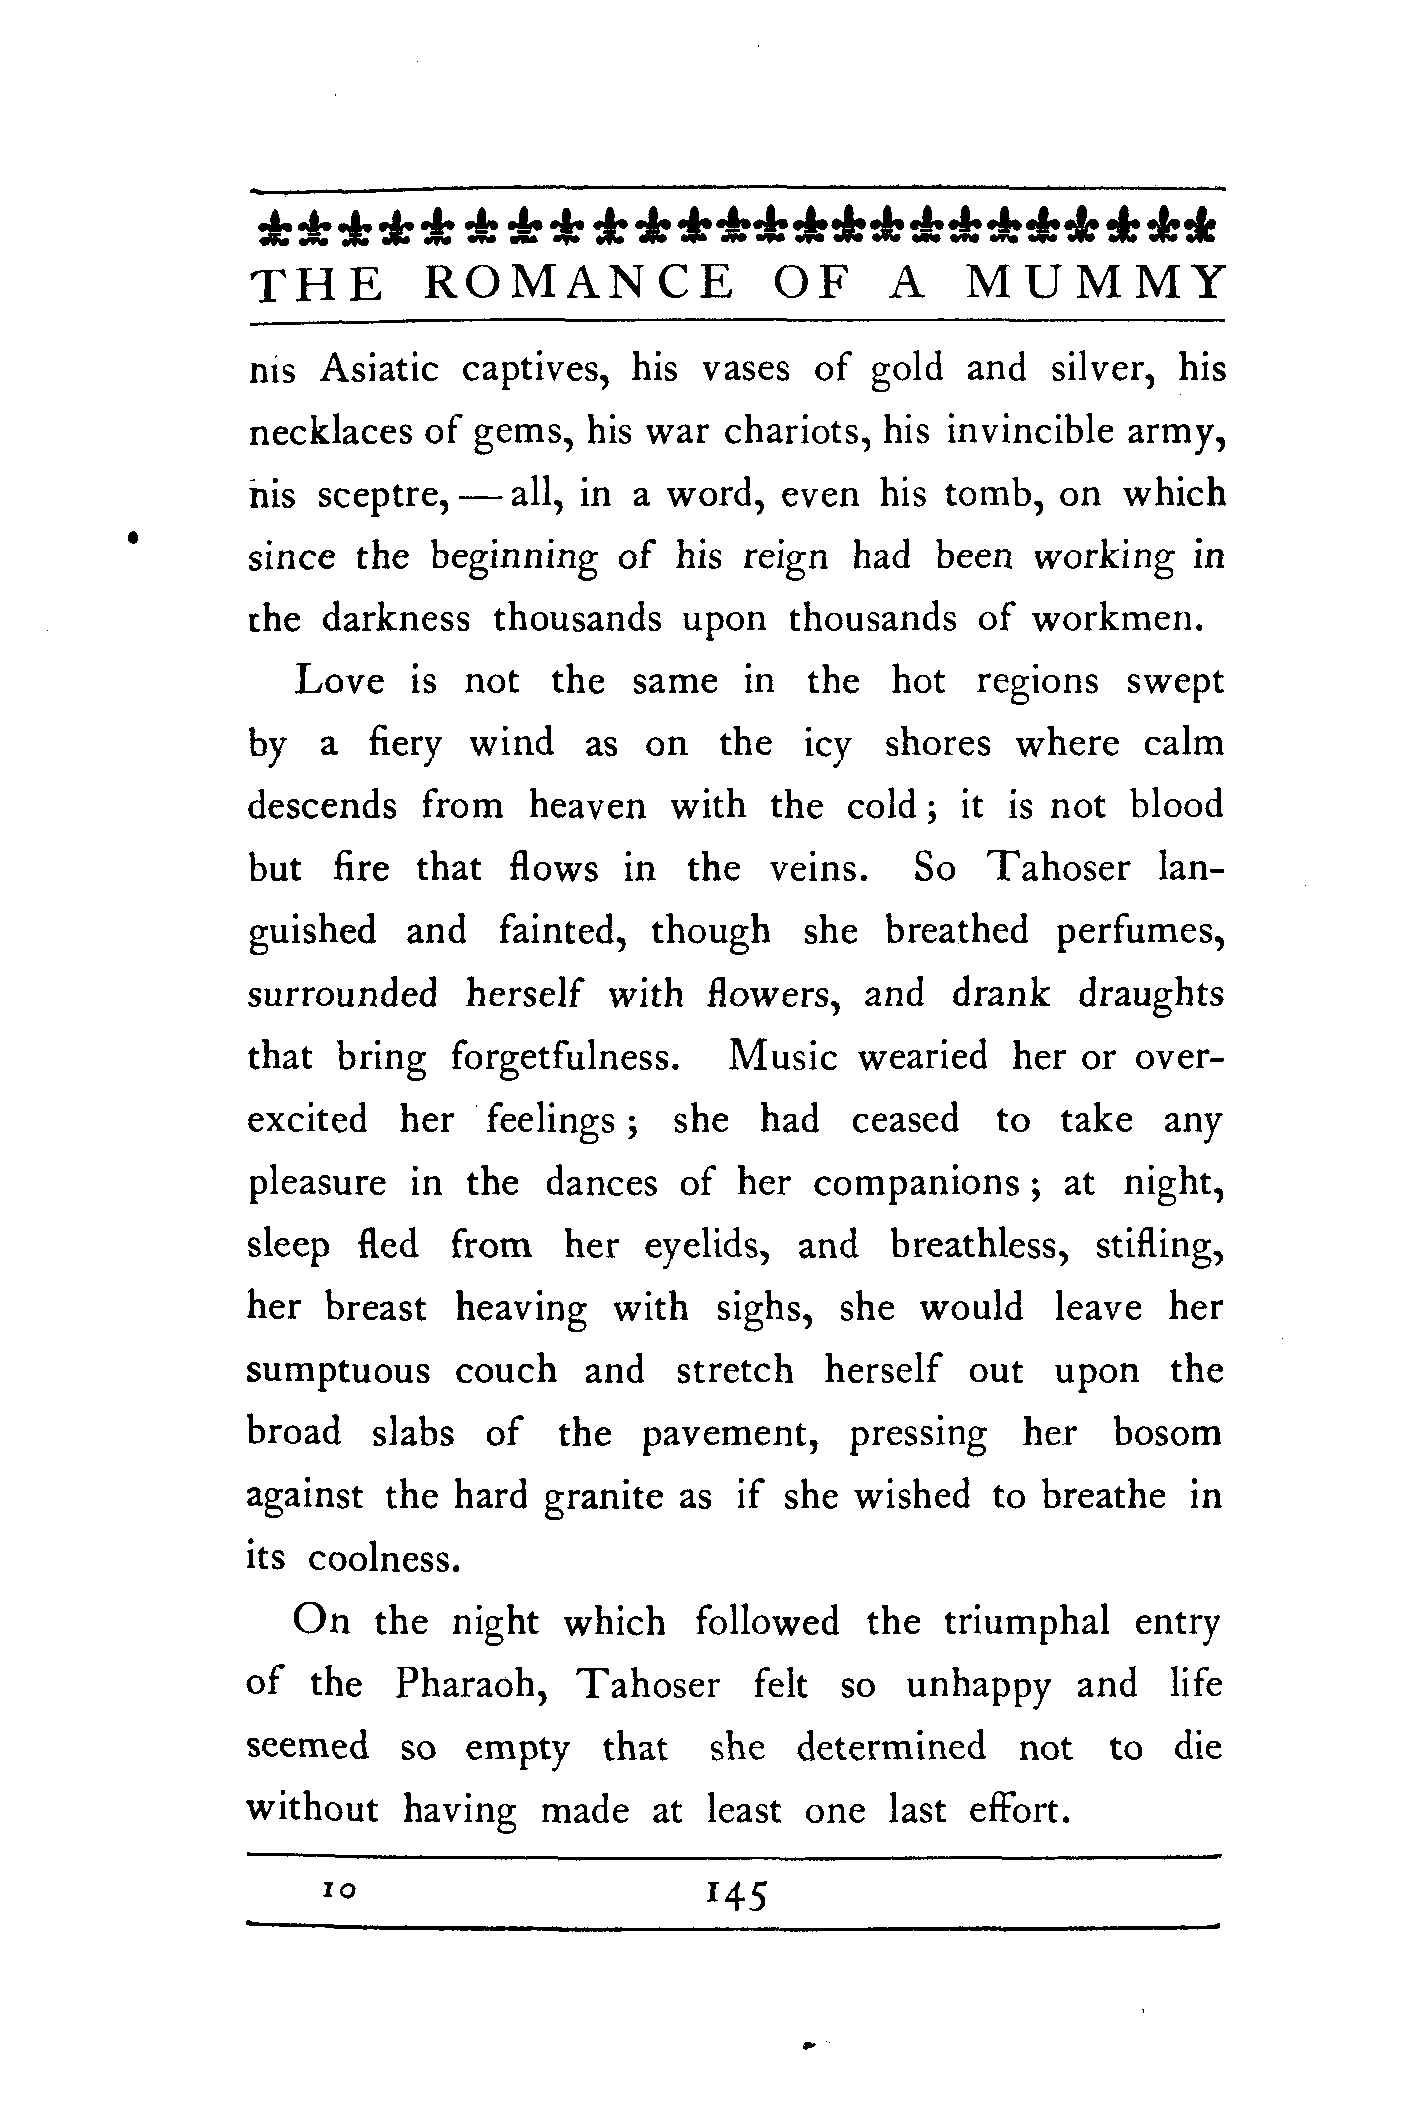 THE ROMANCE OF A MUMMY
his Asiatic captives, his vases of gold and silver, his
necklaces of gems, his war chariots, his invincible army,
his sceptre, — all, in a word, even his tomb, on which
since the beginning of his reign had been working in
the darkness thousands upon thousands of workmen.
Love is not the same in the hot regions swept
by a fiery wind as on the icy shores where calm
descends from heaven with the cold ; it is not blood
but fire that flows in the veins. So Tahoser lan-
guished and fainted, though she breathed perfumes,
surrounded herself with flowers, and drank draughts
that bring forgetfulness. Music wearied her or over-
excited her feelings ; she had ceased to take any
pleasure in the dances of her companions ; at night,
sleep fled from her eyelids, and breathless, stifling,
her breast heaving with sighs, she would leave her
sumptuous couch and stretch herself out upon the
broad slabs of the pavement, pressing her bosom
against the hard granite as if she wished to breathe in
its coolness.
On the night which followed the triumphal entry
of the Pharaoh, Tahoser felt so unhappy and life
seemed so empty that she determined not to die
without having made at least one last effort.
10 145